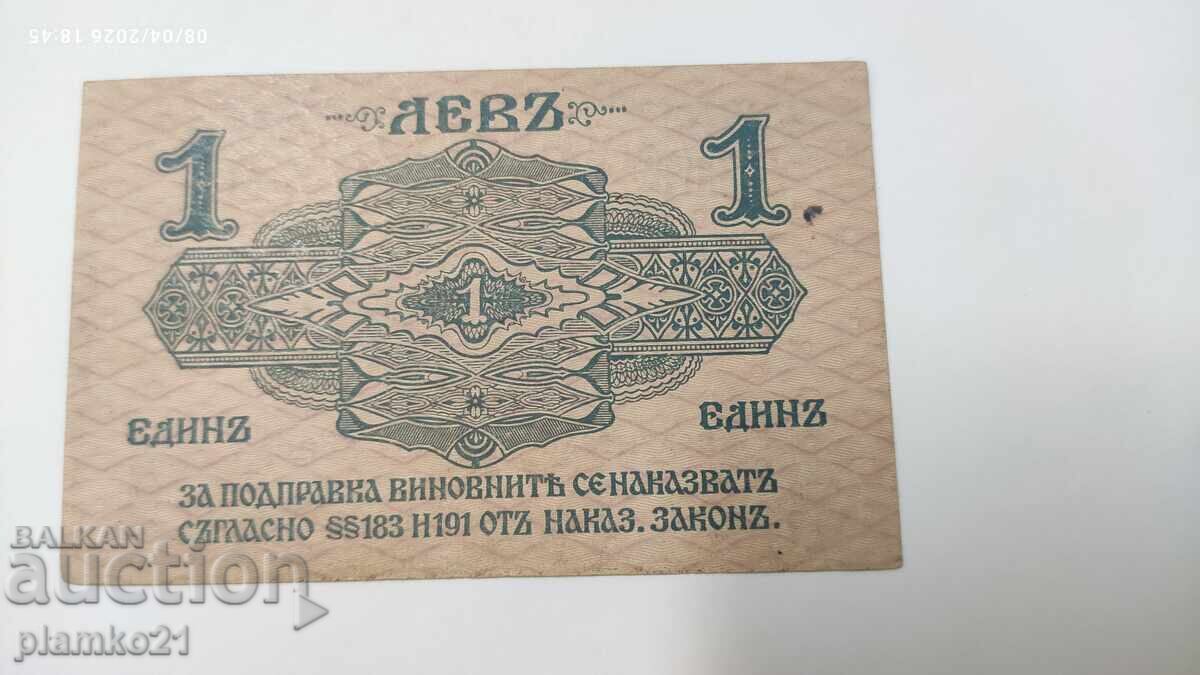 08/04/2026 18:45
ЛЕВЪ
1 1
1
ЕДИНЪ ЕДИНЪ
ЗА ПОДПРАВКА ВИНОВНИТѢ СЕ НАКАЗВАТЪ
СЪГЛАСНО §§183 И 191 ОТЪ НАКАЗ. ЗАКОНЪ.
BALKAN
auction
plamko21